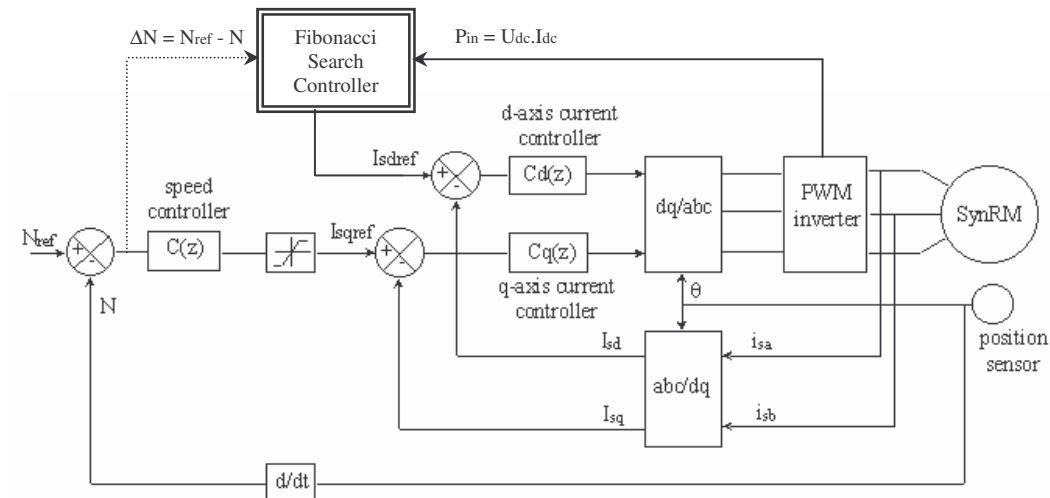 ΔN = Nref - N
Fibonacci
Search
Controller
Pin = Udc.Idc
d-axis current
controller
Isdref
+
-
Cd(z)
speed
controller
dq/abc
PWM
inverter
SynRM
Nref
+
-
C(z)
Isqref
+
-
Cq(z)
q-axis current
controller
N
θ
position
sensor
Isd
isa
abc/dq
Isq
isb
d/dt